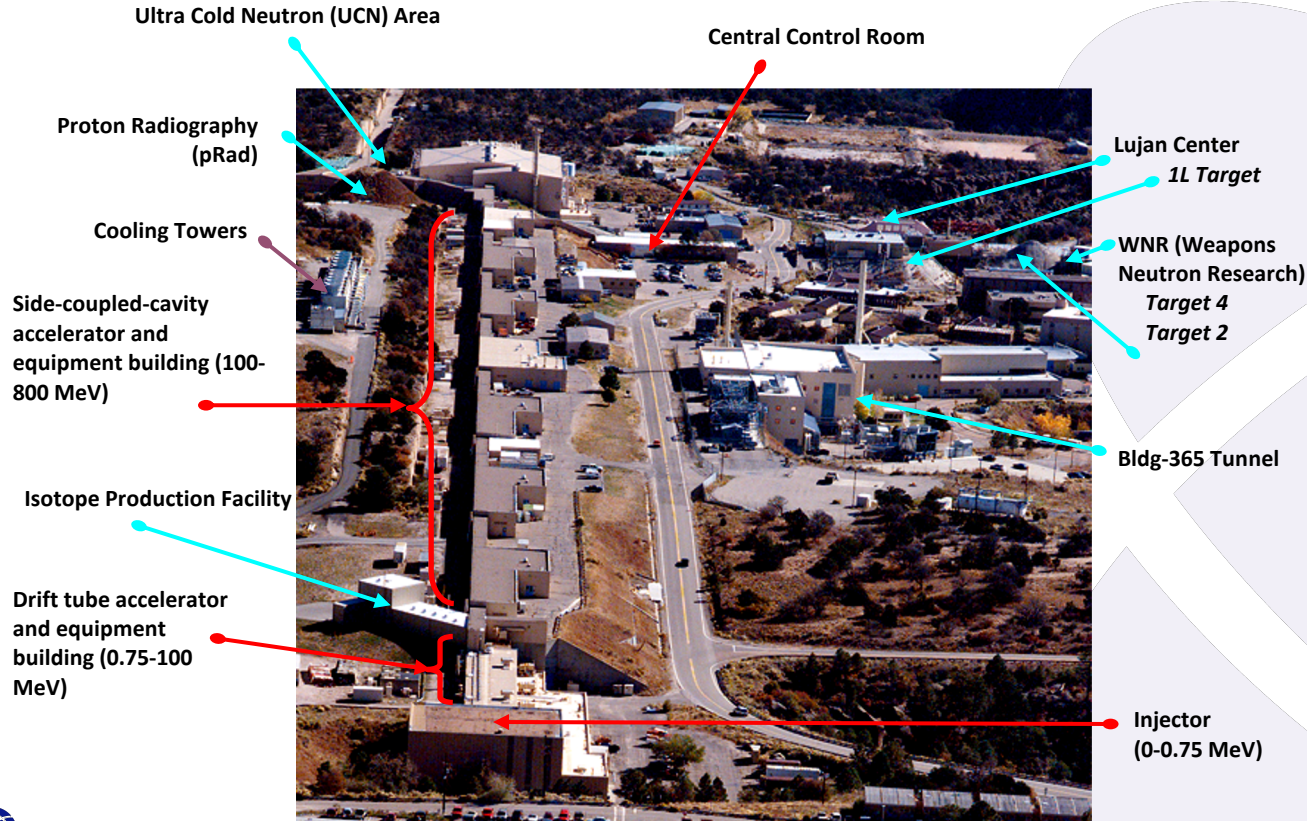 Ultra Cold Neutron (UCN) Area
Central Control Room
Proton Radiography
(pRad)
Lujan Center
1L Target
Cooling Towers
WNR (Weapons
Neutron Research)
Target 4
Target 2
Side-coupled-cavity
accelerator and
equipment building (100-
800 MeV)
Bldg-365 Tunnel
Isotope Production Facility
Drift tube accelerator
and equipment
building (0.75-100
MeV)
Injector
(0-0.75 MeV)